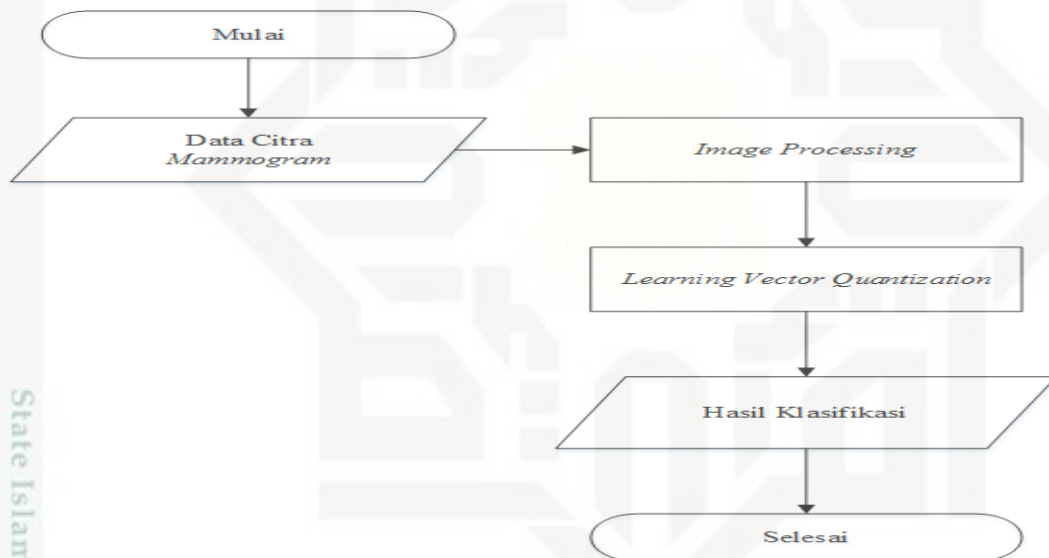 Mulai
Data Citra
Mammogram
Image Processing
Learning Vector Quantization
Hasil Klasifikasi
Selesai
State Islam